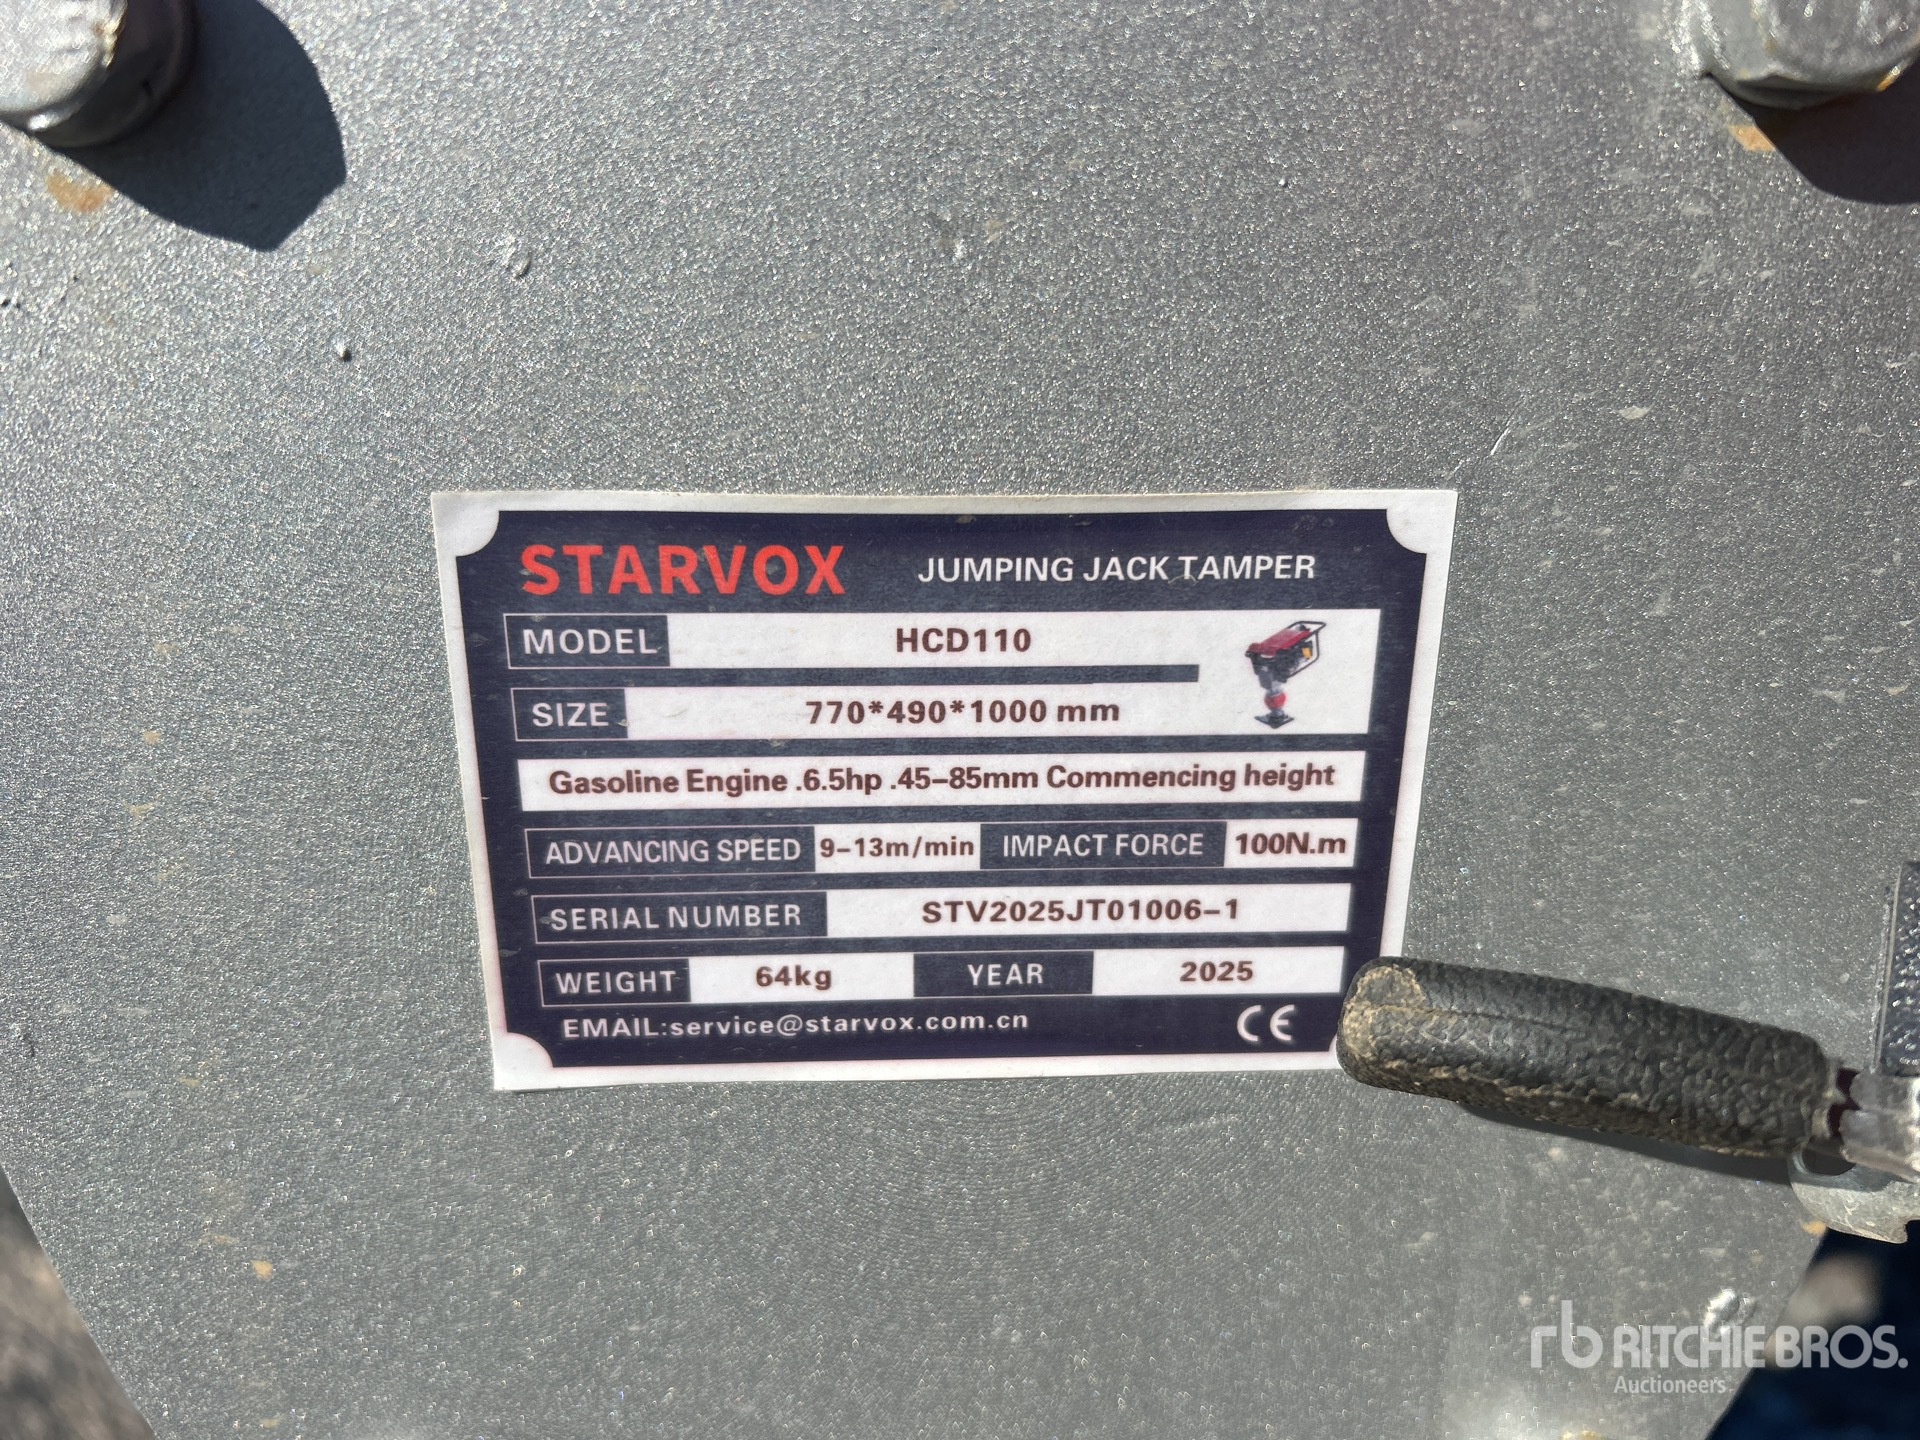 STARVOX JUMPING JACK TAMPER
MODEL HCD110
SIZE 770*490*1000 mm
Gasoline Engine .6.5hp .45-85mm Commencing height
ADVANCING SPEED 9-13m/min IMPACT FORCE 100N.m
SERIAL NUMBER STV2025JT01006-1
WEIGHT 64kg YEAR 2025
EMAIL:service@starvox.com.cn CE
rb RITCHIE BROS.
Auctioneers